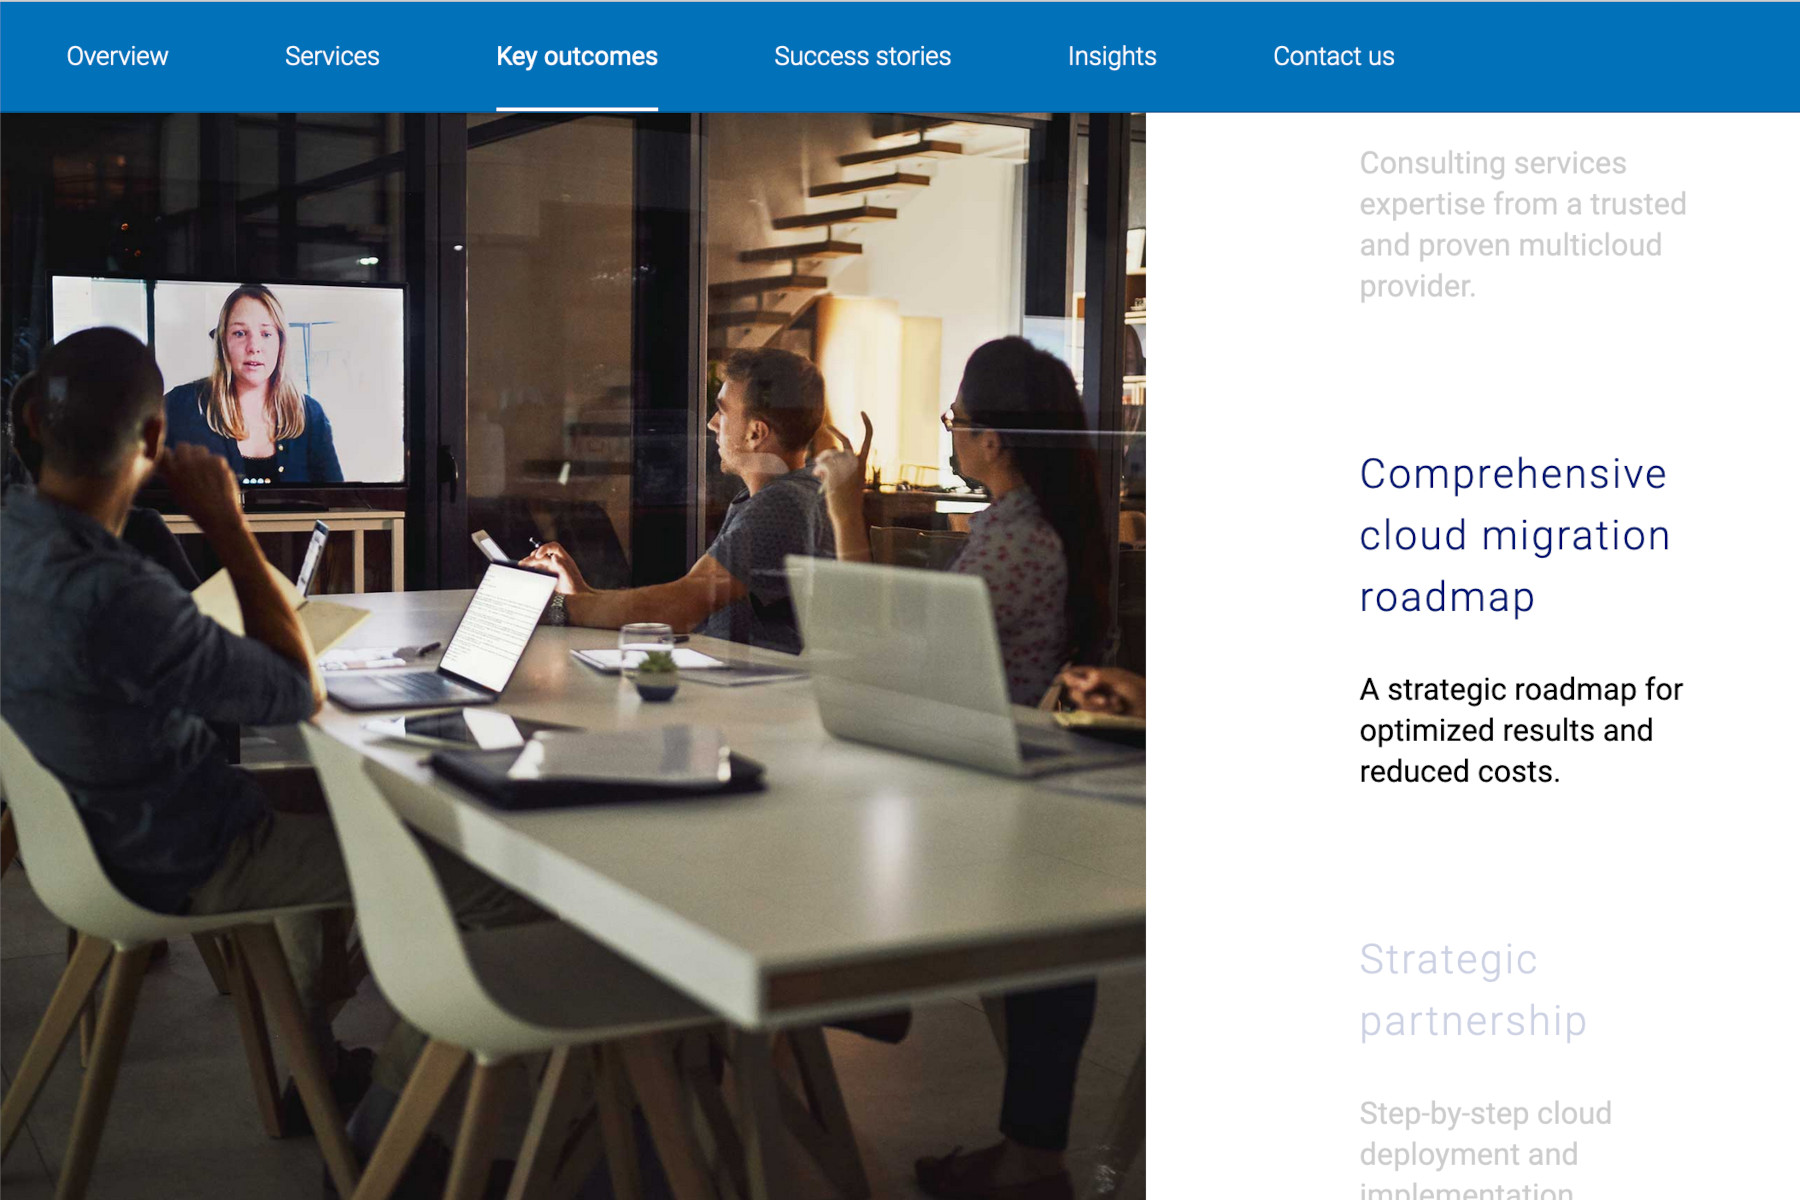 Overview Services Key outcomes Success stories Insights Contact us
Consulting services
expertise from a trusted
and proven multicloud
provider.
Comprehensive
cloud migration
roadmap
A strategic roadmap for
optimized results and
reduced costs.
Strategic
partnership
Step-by-step cloud
deployment and
implementation